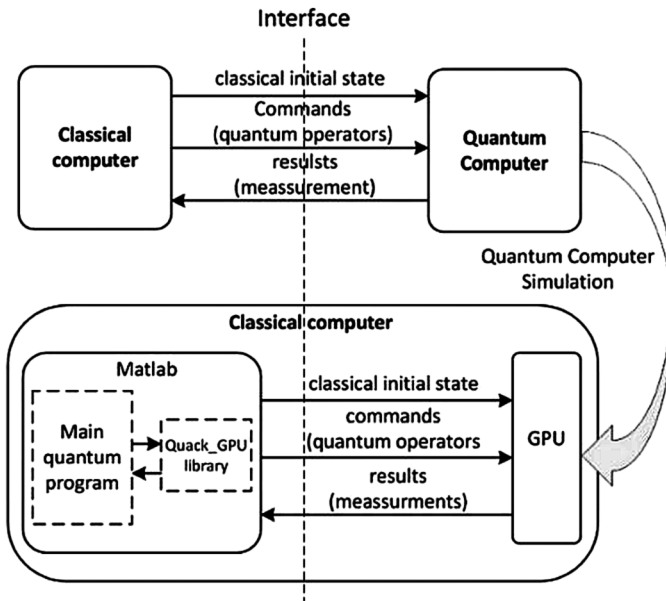 Interface
classical initial state
Classical
computer
Commands
(quantum operators)
resulsts
(meassurement)
Quantum
Computer
Quantum Computer
Simulation
Classical computer
Matlab
Main
quantum
program
Quack_GPU
library
classical initial state
commands
(quantum operators
results
(meassurments)
GPU